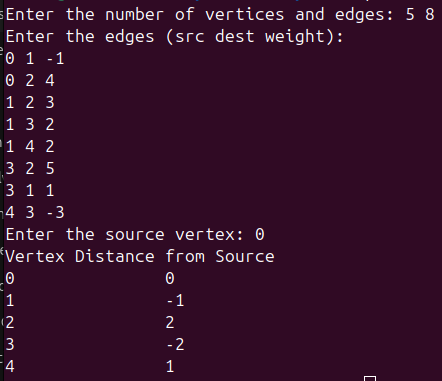 Enter the number of vertices and edges: 5 8
Enter the edges (src dest weight):
0 1 -1
0 2 4
1 2 3
1 3 2
1 4 2
3 2 5
3 1 1
4 3 -3
Enter the source vertex: 0
Vertex Distance from Source
0 0
1 -1
2 2
3 -2
4 1